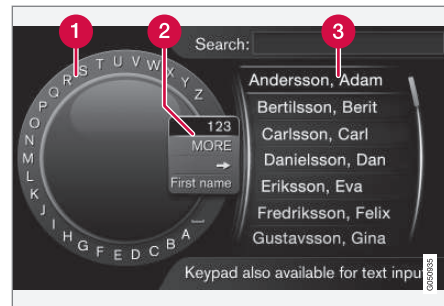 1
2
3
Search:
A B C D E F G H I J K L M N O P Q R S T U V W X Y Z
123
MORE
→
First name
Andersson, Adam
Bertilsson, Berit
Carlsson, Carl
Danielsson, Dan
Eriksson, Eva
Fredriksson, Felix
Gustavsson, Gina
Keypad also available for text input
G050935